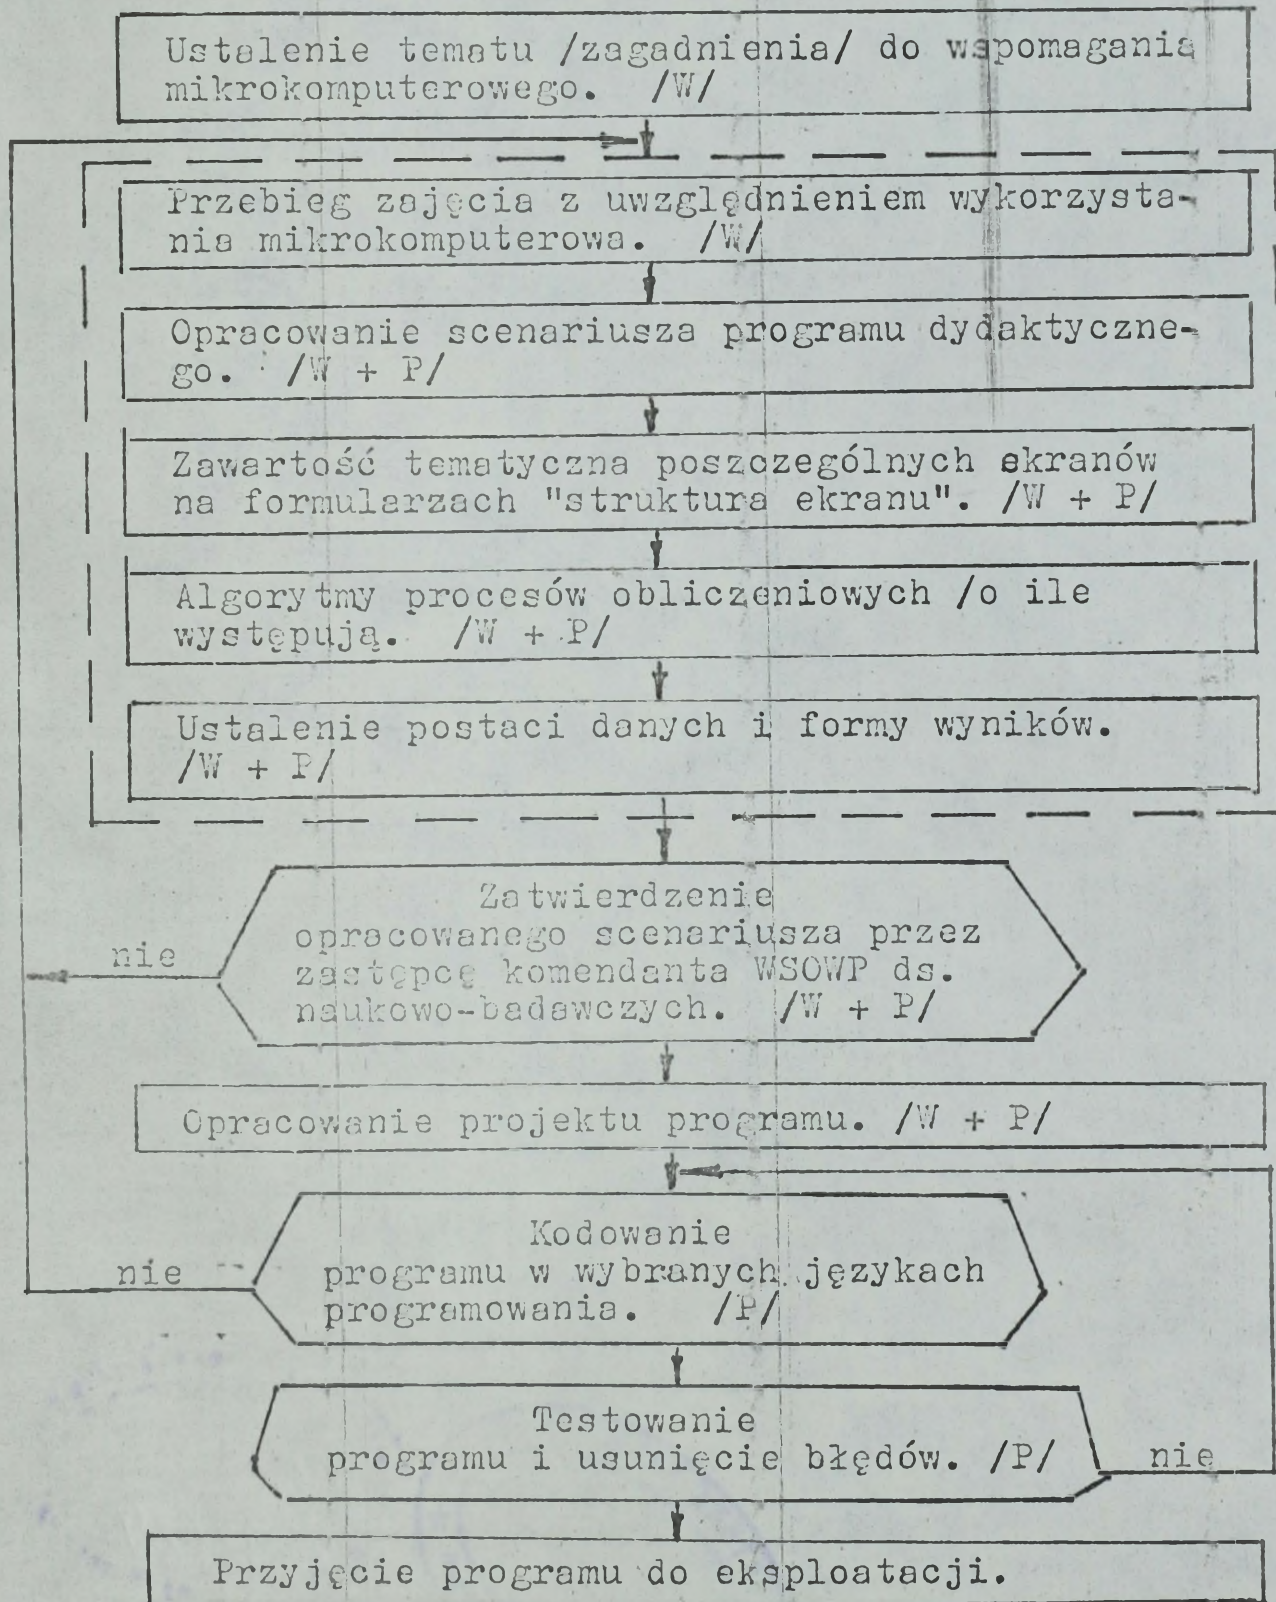 Ustalenie tematu /zagadnienia/ do wspomagania
mikrokomputerowego. /W/
Przebieg zajęcia z uwzględnieniem wykorzysta-
nia mikrokomputerowa. /W/
Opracowanie scenariusza programu dydaktyczne-
go. /W + P/
Zawartość tematyczna poszczególnych ekranów
na formularzach "struktura ekranu". /W + P/
Algorytmy procesów obliczeniowych /o ile
występują. /W + P/
Ustalenie postaci danych i formy wyników.
/W + P/
Zatwierdzenie
opracowanego scenariusza przez
zastępcę komendanta WSOWP ds.
naukowo-badawczych. /W + P/
nie
Opracowanie projektu programu. /W + P/
Kodowanie
programu w wybranych językach
programowania. /P/
nie
Testowanie
programu i usunięcie błędów. /P/
nie
Przyjęcie programu do eksploatacji.